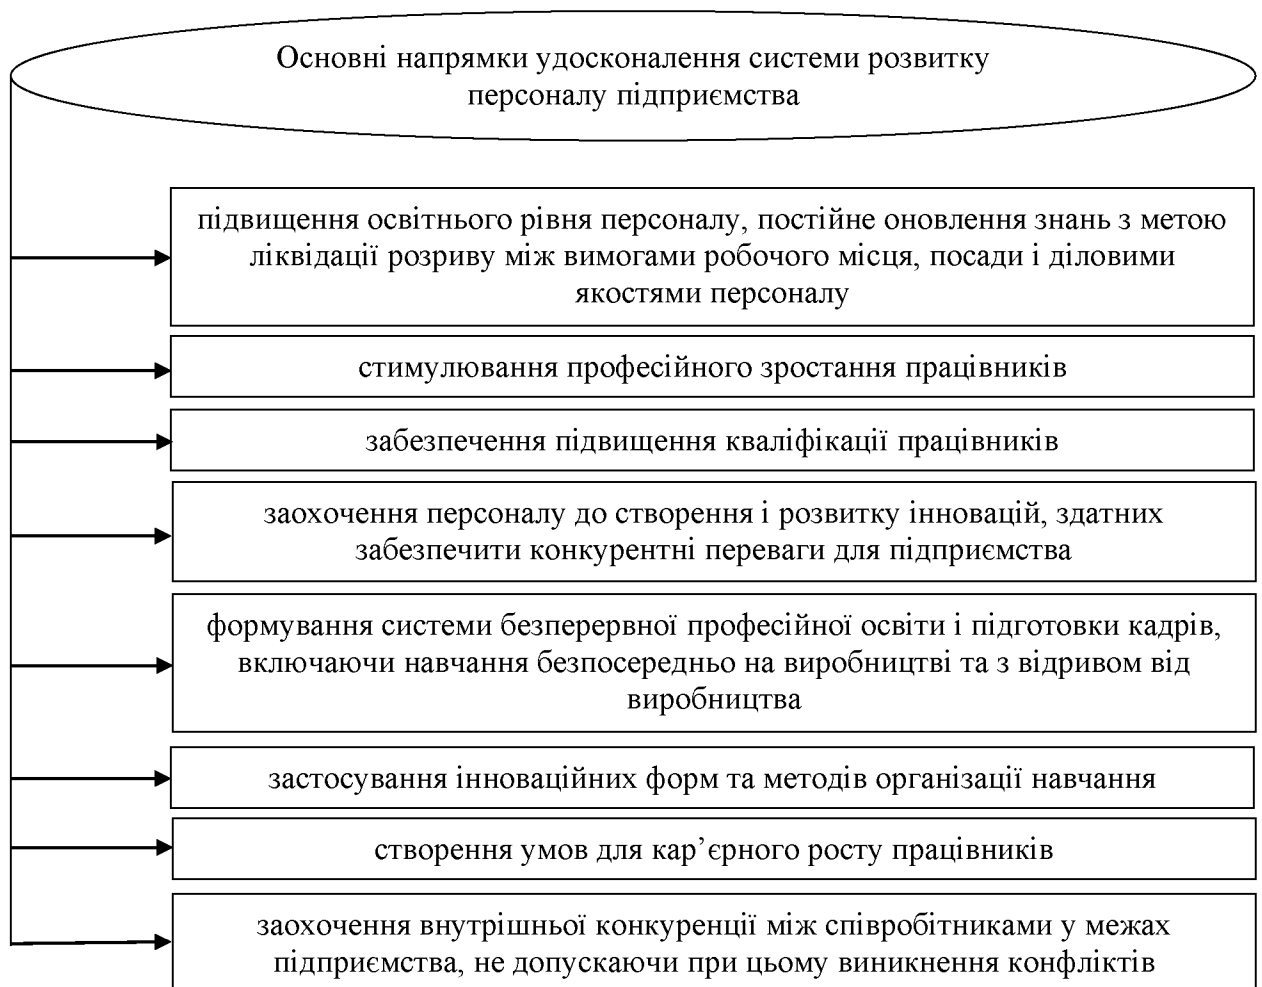 Основні напрямки удосконалення системи розвитку
персоналу підприємства
підвищення освітнього рівня персоналу, постійне оновлення знань з метою
ліквідації розриву між вимогами робочого місця, посади і діловими
якостями персоналу
стимулювання професійного зростання працівників
забезпечення підвищення кваліфікації працівників
заохочення персоналу до створення і розвитку інновацій, здатних
забезпечити конкурентні переваги для підприємства
формування системи безперервної професійної освіти і підготовки кадрів,
включаючи навчання безпосередньо на виробництві та з відривом від
виробництва
застосування інноваційних форм та методів організації навчання
створення умов для кар’єрного росту працівників
заохочення внутрішньої конкуренції між співробітниками у межах
підприємства, не допускаючи при цьому виникнення конфліктів